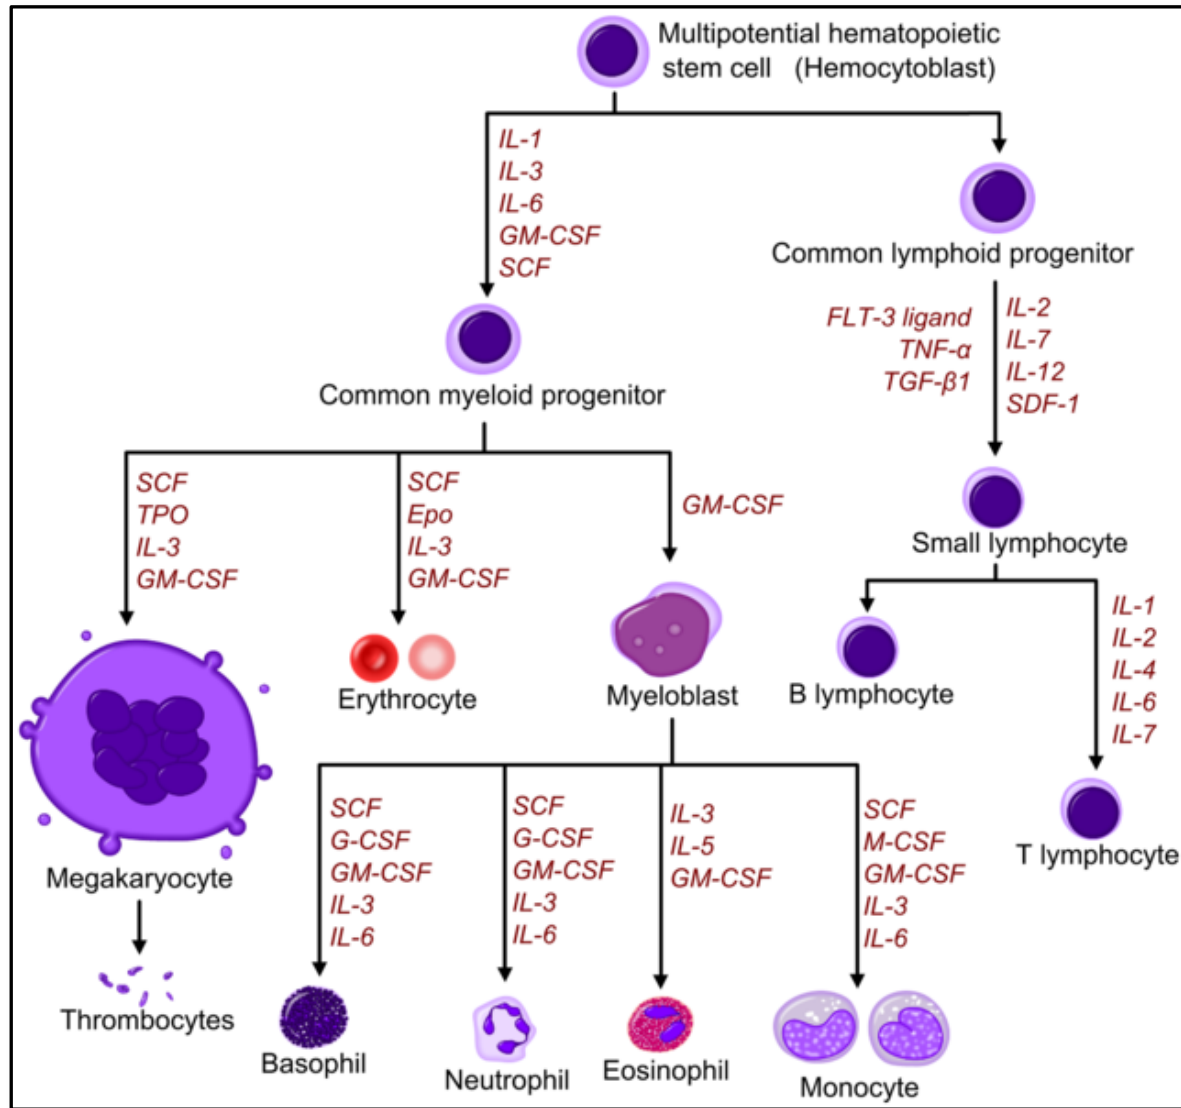 Multipotential hematopoietic
stem cell (Hemocytoblast)
IL-1
IL-3
IL-6
GM-CSF
SCF
Common myeloid progenitor
Common lymphoid progenitor
FLT-3 ligand
TNF-α
TGF-β1
IL-2
IL-7
IL-12
SDF-1
Small lymphocyte
SCF
TPO
IL-3
GM-CSF
SCF
Epo
IL-3
GM-CSF
GM-CSF
Megakaryocyte
Thrombocytes
Erythrocyte
Myeloblast
B lymphocyte
IL-1
IL-2
IL-4
IL-6
IL-7
T lymphocyte
SCF
G-CSF
GM-CSF
IL-3
IL-6
SCF
G-CSF
GM-CSF
IL-3
IL-6
IL-3
IL-5
GM-CSF
SCF
M-CSF
GM-CSF
IL-3
IL-6
Basophil
Neutrophil
Eosinophil
Monocyte